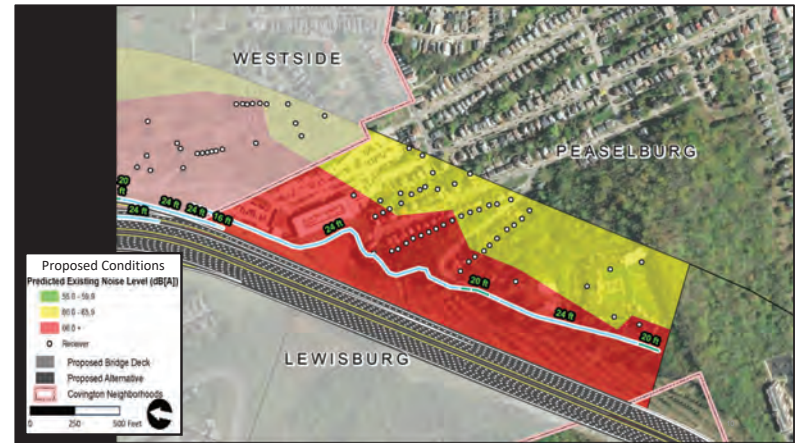 WESTSIDE
PEASELBURG
20
ft
24 ft
24 ft
24 ft
16 ft
24 ft
20 ft
24 ft
20 ft
LEWISBURG
Proposed Conditions
Predicted Existing Noise Level (dB[A])
55.0 - 59.9
60.0 - 65.9
66.0 +
Receiver
Proposed Bridge Deck
Proposed Alternative
Covington Neighborhoods
0 250 500 Feet